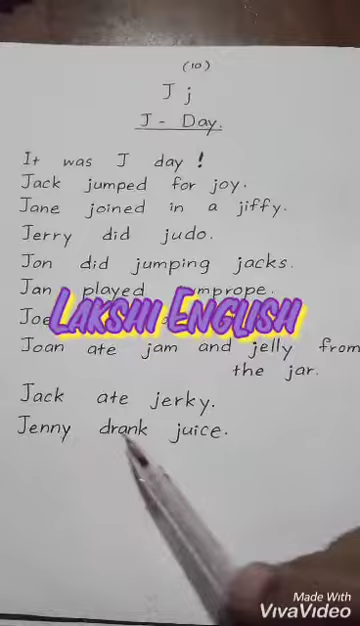 (10)
J j
J - Day.
It was J day !
Jack jumped for joy.
Jane joined in a jiffy.
Jerry did judo.
Jon did jumping jacks.
Jan played
LAKSHI ENGLISH
Joan ate jam and jelly from
the jar.
Jack ate jerky.
Jenny drank juice.
Made With
VivaVideo